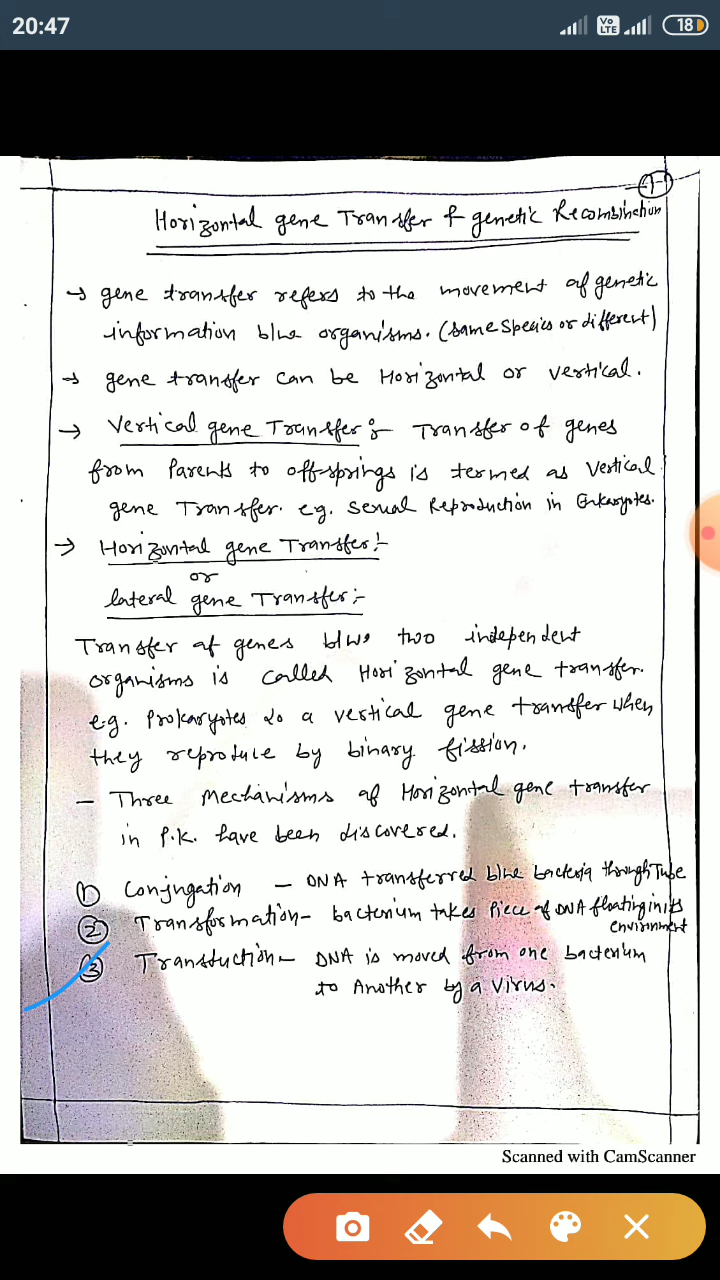 20:47
Vo
LTE
18
4-1
Horizontal gene Transfer & genetic Recombination
→ gene transfer refers to the movement of genetic
information b/w organisms. (same species or different)
→ gene transfer can be Horizontal or vertical.
→ Vertical gene Transfer :- Transfer of genes
from Parents to off-springs is termed as Vertical
gene Transfer. e.g. sexual Reproduction in Eukaryotes.
→ Horizontal gene Transfer:-
or
lateral gene Transfer:-
Transfer of genes b/w two independent
organisms is called Horizontal gene transfer.
e.g. Prokaryotes do a vertical gene transfer when
they reproduce by binary fission.
- Three Mechanisms of Horizontal gene transfer
in P.K. have been discovered.
① Conjugation - DNA transferred b/w bacteria through Tube
② Transformation - bacterium takes Piece of DNA floating in its
environment
③ Transduction - DNA is moved from one bacterium
to Another by a Virus.
Scanned with CamScanner